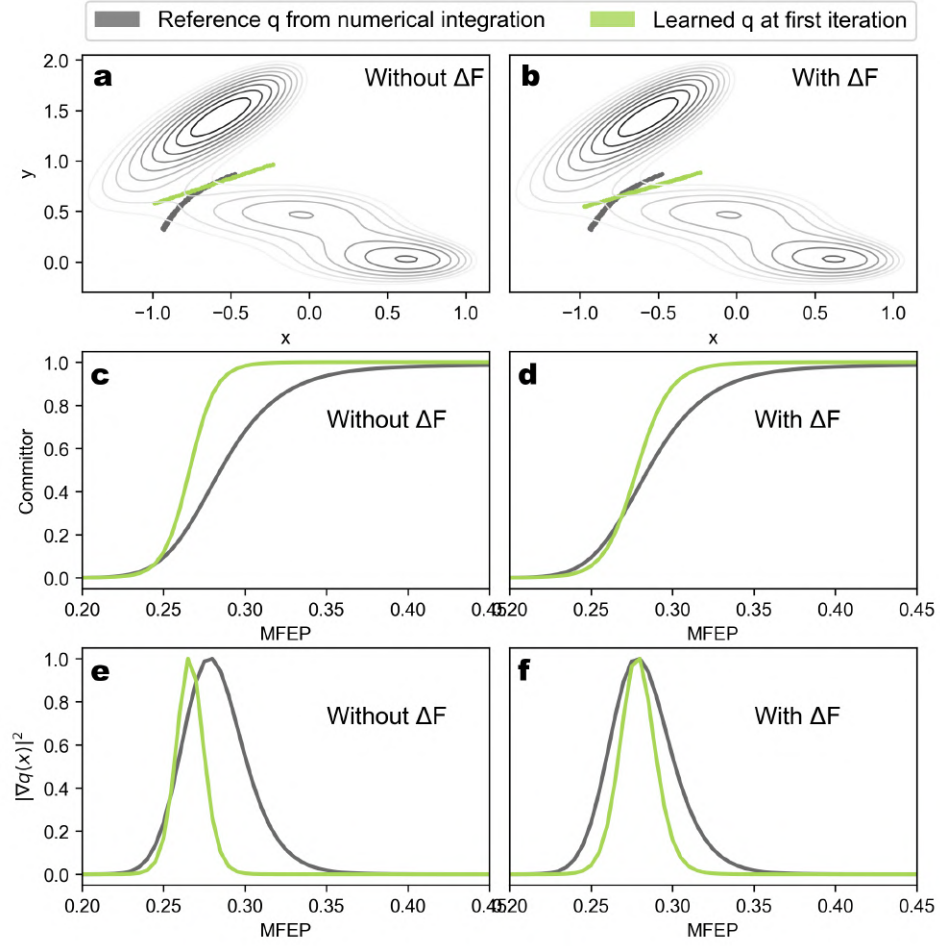 Reference q from numerical integration
Learned q at first iteration
a
Without ΔF
b
With ΔF
2.0
1.5
1.0
0.5
0.0
y
−1.0 −0.5 0.0 0.5 1.0
x
−1.0 −0.5 0.0 0.5 1.0
x
c
Without ΔF
d
With ΔF
1.0
0.8
0.6
0.4
0.2
0.0
Committor
0.20 0.25 0.30 0.35 0.40 0.45
MFEP
0.20 0.25 0.30 0.35 0.40 0.45
MFEP
e
Without ΔF
f
With ΔF
1.0
0.8
0.6
0.4
0.2
0.0
|∇q(x)|²
0.20 0.25 0.30 0.35 0.40 0.45
MFEP
0.20 0.25 0.30 0.35 0.40 0.45
MFEP